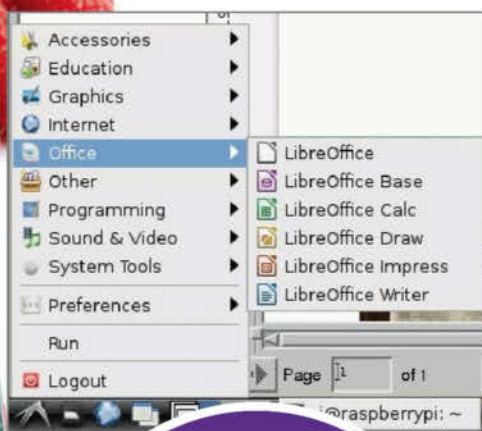 Accessories
Education
Graphics
Internet
Office
Other
Programming
Sound & Video
System Tools
Preferences
Run
Logout
LibreOffice
LibreOffice Base
LibreOffice Calc
LibreOffice Draw
LibreOffice Impress
LibreOffice Writer
Page 1 of 1
@raspberrypi: ~